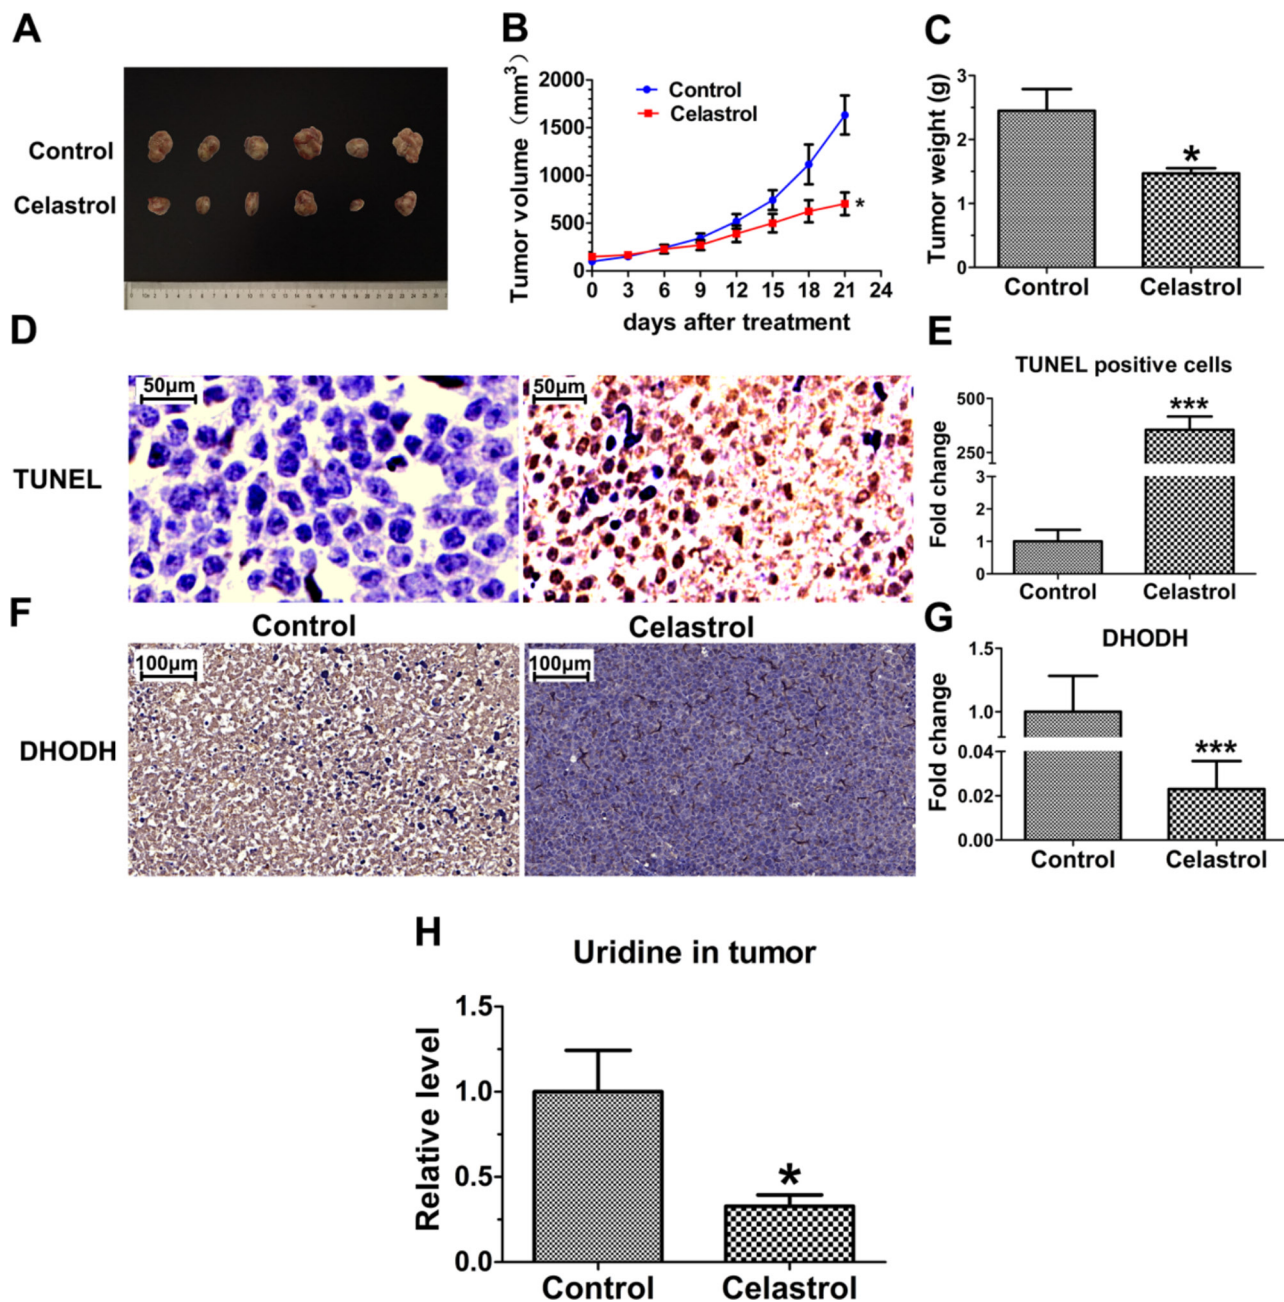 A
Control
Celastrol
B
Tumor volume (mm³)
2000
1500
1000
500
0
Control
Celastrol
*
0 3 6 9 12 15 18 21 24
days after treatment
C
Tumor weight (g)
3
2
1
0
*
Control Celastrol
D
TUNEL
50μm
50μm
E
TUNEL positive cells
Fold change
500
250
3
2
1
0
***
Control Celastrol
Control Celastrol
F
DHODH
100μm
100μm
G
DHODH
Fold change
1.5
1.0
0.04
0.02
0.00
***
Control Celastrol
H
Uridine in tumor
Relative level
1.5
1.0
0.5
0.0
*
Control Celastrol